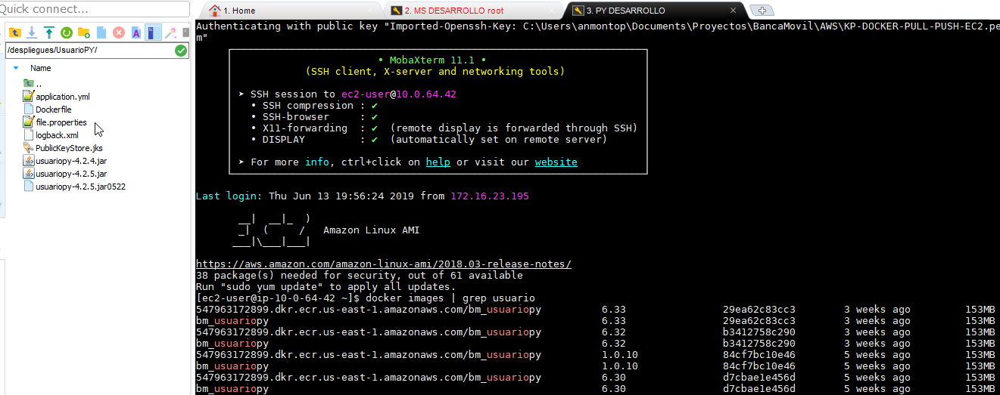 Quick connect...
/despliegues/UsuarioPY/
Name
..
application.yml
Dockerfile
file.properties
logback.xml
PublicKeyStore.jks
usuariopy-4.2.4.jar
usuariopy-4.2.5.jar
usuariopy-4.2.5.jar0522
1. Home
2. MS DESARROLLO root
3. PY DESARROLLO
Authenticating with public key "Imported-Openssh-Key: C:\Users\anmontop\Documents\Proyectos\BancaMovil\AWS\KP-DOCKER-PULL-PUSH-EC2.pe
m"
• MobaXterm 11.1 •
(SSH client, X-server and networking tools)
➤ SSH session to ec2-user@10.0.64.42
• SSH compression : ✔
• SSH-browser : ✔
• X11-forwarding : ✔ (remote display is forwarded through SSH)
• DISPLAY : ✔ (automatically set on remote server)
➤ For more info, ctrl+click on help or visit our website
Last login: Thu Jun 13 19:56:24 2019 from 172.16.23.195
__|  __|_  )
_|  (     /   Amazon Linux AMI
___|\___|___|
https://aws.amazon.com/amazon-linux-ami/2018.03-release-notes/
38 package(s) needed for security, out of 61 available
Run "sudo yum update" to apply all updates.
[ec2-user@ip-10-0-64-42 ~]$ docker images | grep usuario
547963172899.dkr.ecr.us-east-1.amazonaws.com/bm_usuariopy 6.33 29ea62c83cc3 3 weeks ago 153MB
bm_usuariopy 6.33 29ea62c83cc3 3 weeks ago 153MB
547963172899.dkr.ecr.us-east-1.amazonaws.com/bm_usuariopy 6.32 b3412758c290 3 weeks ago 153MB
bm_usuariopy 6.32 b3412758c290 3 weeks ago 153MB
547963172899.dkr.ecr.us-east-1.amazonaws.com/bm_usuariopy 1.0.10 84cf7bc10e46 5 weeks ago 153MB
bm_usuariopy 1.0.10 84cf7bc10e46 5 weeks ago 153MB
547963172899.dkr.ecr.us-east-1.amazonaws.com/bm_usuariopy 6.30 d7cbae1e456d 5 weeks ago 153MB
bm_usuariopy 6.30 d7cbae1e456d 5 weeks ago 153MB